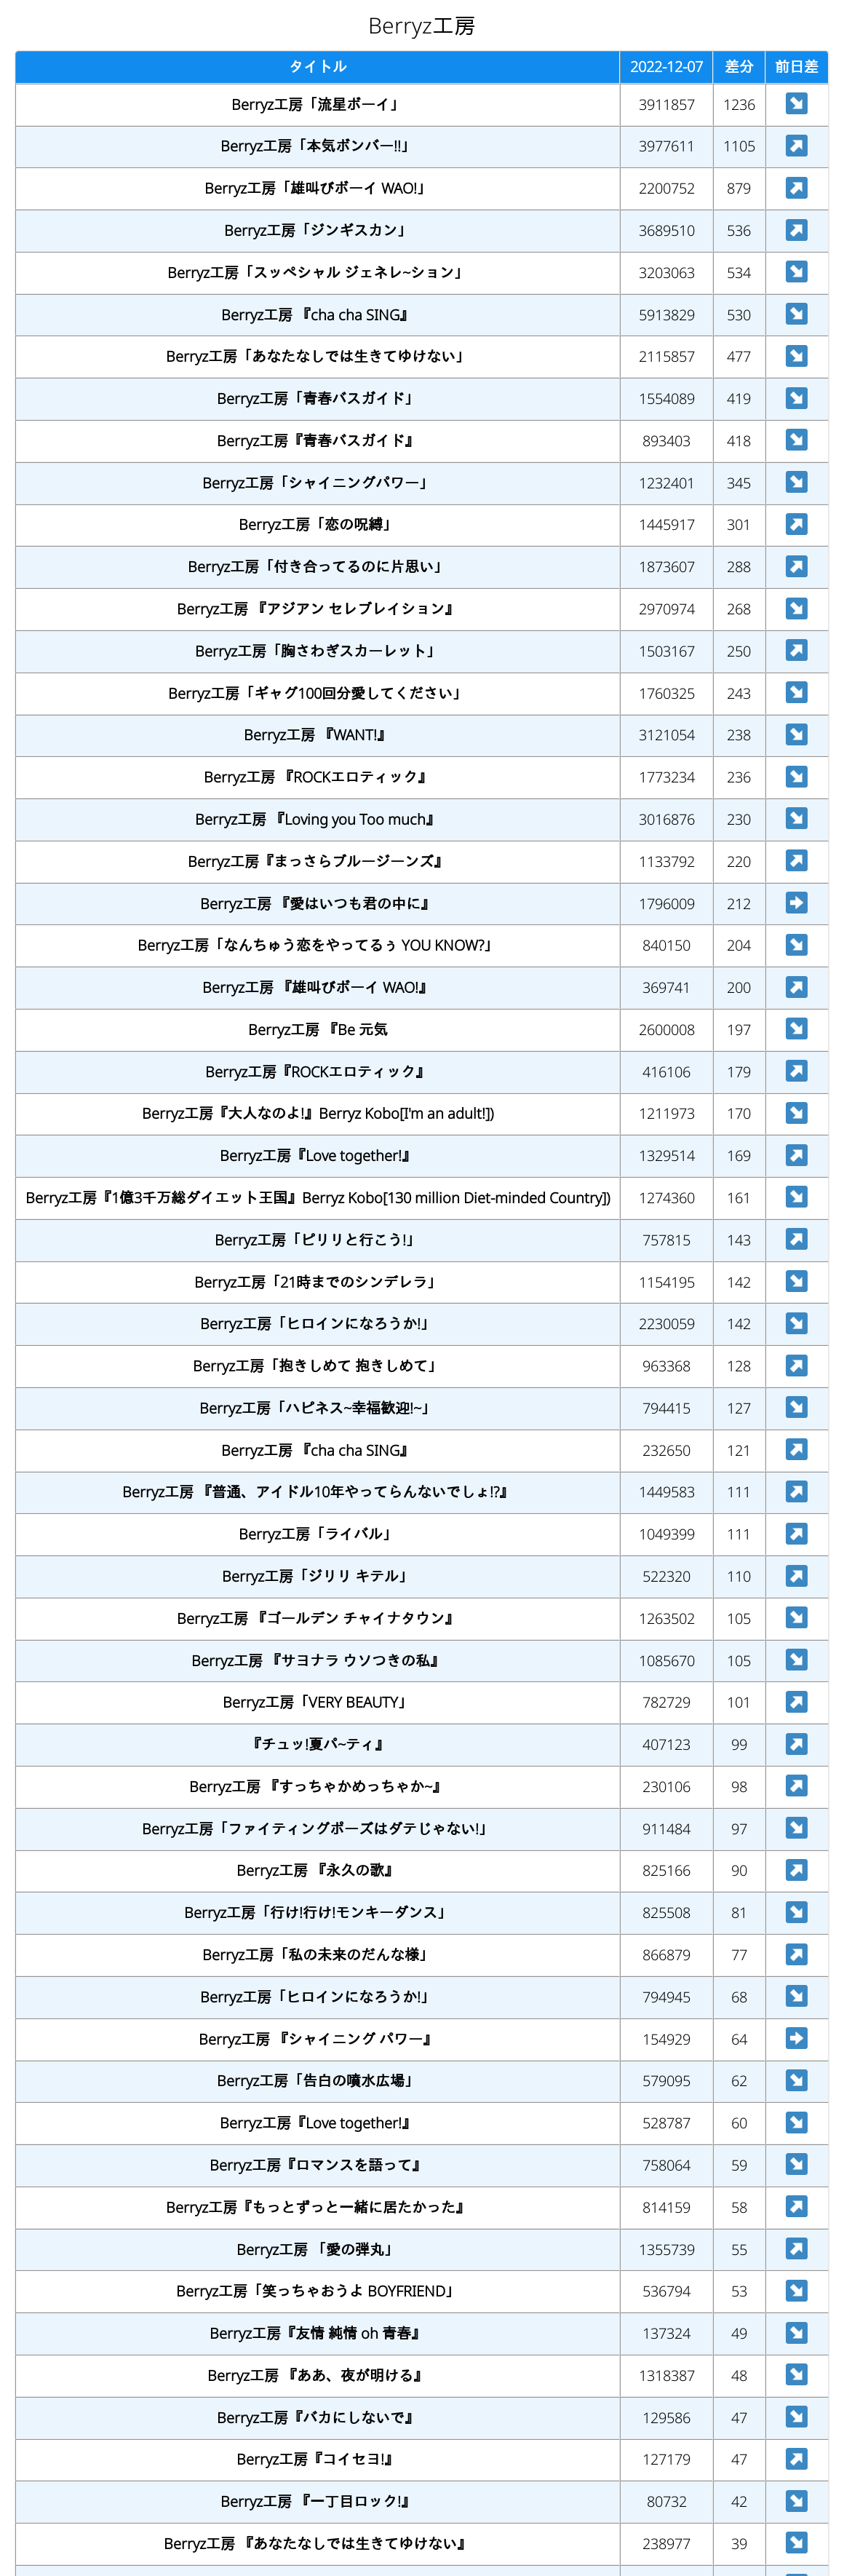 Berryz工房
タイトル 2022-12-07 差分 前日差
Berryz工房「流星ボーイ」 3911857 1236 ↘
Berryz工房「本気ボンバー!!」 3977611 1105 ↗
Berryz工房「雄叫びボーイ WAO!」 2200752 879 ↗
Berryz工房「ジンギスカン」 3689510 536 ↗
Berryz工房「スッペシャル ジェネレ~ション」 3203063 534 ↘
Berryz工房 『cha cha SING』 5913829 530 ↘
Berryz工房「あなたなしでは生きてゆけない」 2115857 477 ↘
Berryz工房「青春バスガイド」 1554089 419 ↘
Berryz工房『青春バスガイド』 893403 418 ↘
Berryz工房「シャイニングパワー」 1232401 345 ↘
Berryz工房「恋の呪縛」 1445917 301 ↗
Berryz工房「付き合ってるのに片思い」 1873607 288 ↗
Berryz工房 『アジアン セレブレイション』 2970974 268 ↘
Berryz工房「胸さわぎスカーレット」 1503167 250 ↗
Berryz工房「ギャグ100回分愛してください」 1760325 243 ↘
Berryz工房 『WANT!』 3121054 238 ↘
Berryz工房 『ROCKエロティック』 1773234 236 ↘
Berryz工房 『Loving you Too much』 3016876 230 ↘
Berryz工房『まっさらブルージーンズ』 1133792 220 ↗
Berryz工房 『愛はいつも君の中に』 1796009 212 ➡
Berryz工房「なんちゅう恋をやってるぅ YOU KNOW?」 840150 204 ↘
Berryz工房 『雄叫びボーイ WAO!』 369741 200 ↗
Berryz工房 『Be 元気 2600008 197 ↘
Berryz工房『ROCKエロティック』 416106 179 ↗
Berryz工房『大人なのよ!』Berryz Kobo[I'm an adult!]) 1211973 170 ↘
Berryz工房『Love together!』 1329514 169 ↗
Berryz工房『1億3千万総ダイエット王国』Berryz Kobo[130 million Diet-minded Country]) 1274360 161 ↘
Berryz工房「ピリリと行こう!」 757815 143 ↗
Berryz工房「21時までのシンデレラ」 1154195 142 ↘
Berryz工房「ヒロインになろうか!」 2230059 142 ↘
Berryz工房「抱きしめて 抱きしめて」 963368 128 ↗
Berryz工房「ハピネス~幸福歓迎!~」 794415 127 ↘
Berryz工房 『cha cha SING』 232650 121 ↗
Berryz工房 『普通、アイドル10年やってらんないでしょ!?』 1449583 111 ↗
Berryz工房「ライバル」 1049399 111 ↗
Berryz工房「ジリリ キテル」 522320 110 ↗
Berryz工房 『ゴールデン チャイナタウン』 1263502 105 ↘
Berryz工房 『サヨナラ ウソつきの私』 1085670 105 ↘
Berryz工房「VERY BEAUTY」 782729 101 ↗
『チュッ!夏パ~ティ』 407123 99 ↗
Berryz工房 『すっちゃかめっちゃか~』 230106 98 ↗
Berryz工房「ファイティングポーズはダテじゃない!」 911484 97 ↘
Berryz工房 『永久の歌』 825166 90 ↗
Berryz工房「行け!行け!モンキーダンス」 825508 81 ↘
Berryz工房「私の未来のだんな様」 866879 77 ↗
Berryz工房「ヒロインになろうか!」 794945 68 ↘
Berryz工房 『シャイニング パワー』 154929 64 ➡
Berryz工房「告白の噴水広場」 579095 62 ↘
Berryz工房『Love together!』 528787 60 ↘
Berryz工房『ロマンスを語って』 758064 59 ↘
Berryz工房『もっとずっと一緒に居たかった』 814159 58 ↗
Berryz工房 「愛の弾丸」 1355739 55 ↗
Berryz工房「笑っちゃおうよ BOYFRIEND」 536794 53 ↘
Berryz工房『友情 純情 oh 青春』 137324 49 ↘
Berryz工房 『ああ、夜が明ける』 1318387 48 ↘
Berryz工房『バカにしないで』 129586 47 ↘
Berryz工房『コイセヨ!』 127179 47 ↗
Berryz工房 『一丁目ロック!』 80732 42 ↘
Berryz工房 『あなたなしでは生きてゆけない』 238977 39 ↘